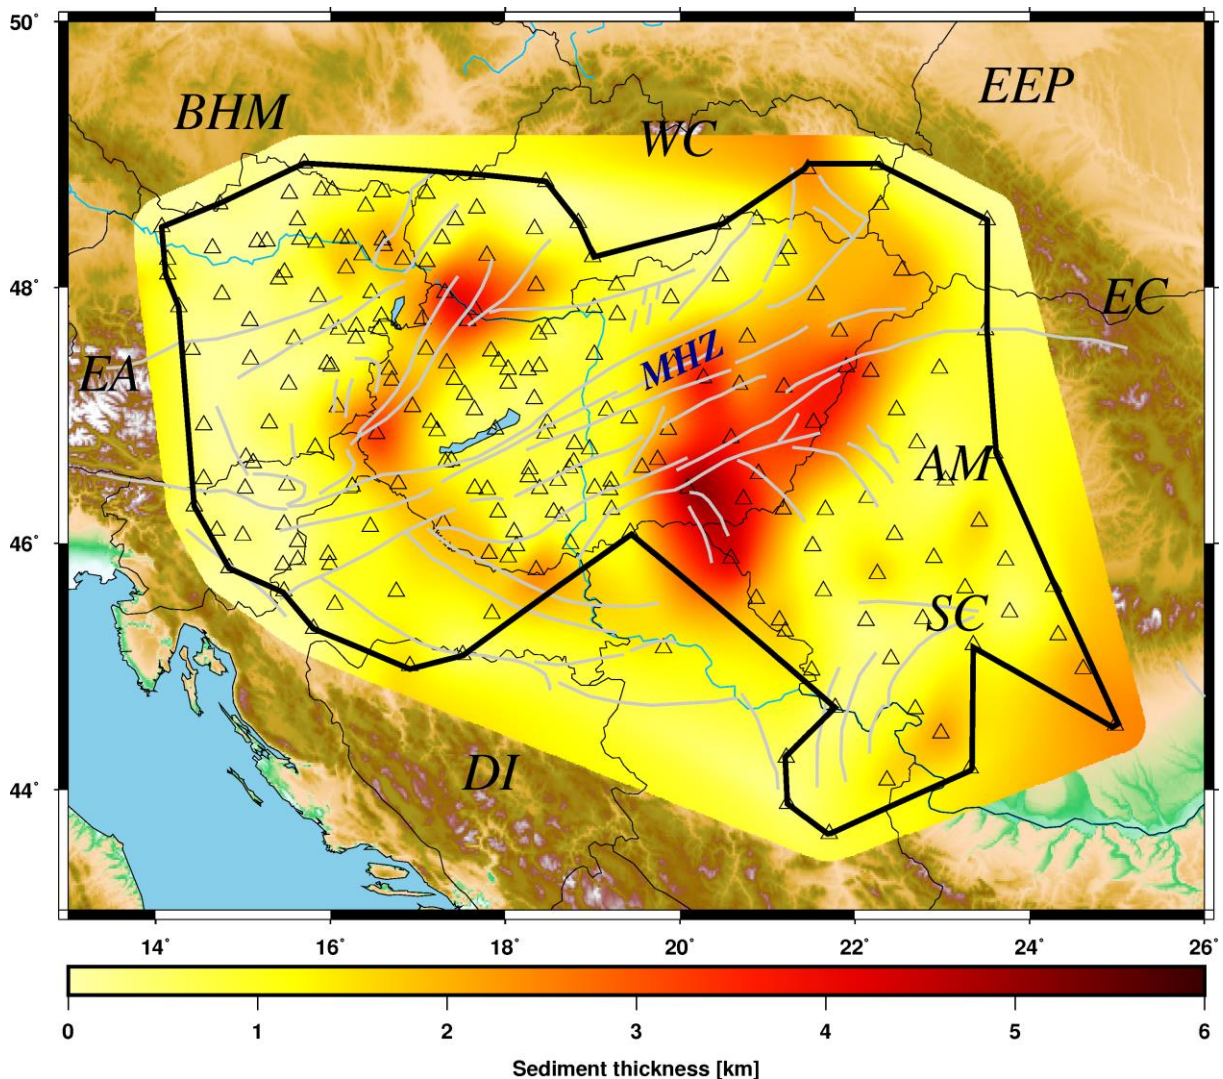 50˚
EEP
BHM
WC
48˚
EC
MHZ
EA
AM
46˚
SC
DI
44˚
14˚ 16˚ 18˚ 20˚ 22˚ 24˚ 26˚
0 1 2 3 4 5 6
Sediment thickness [km]